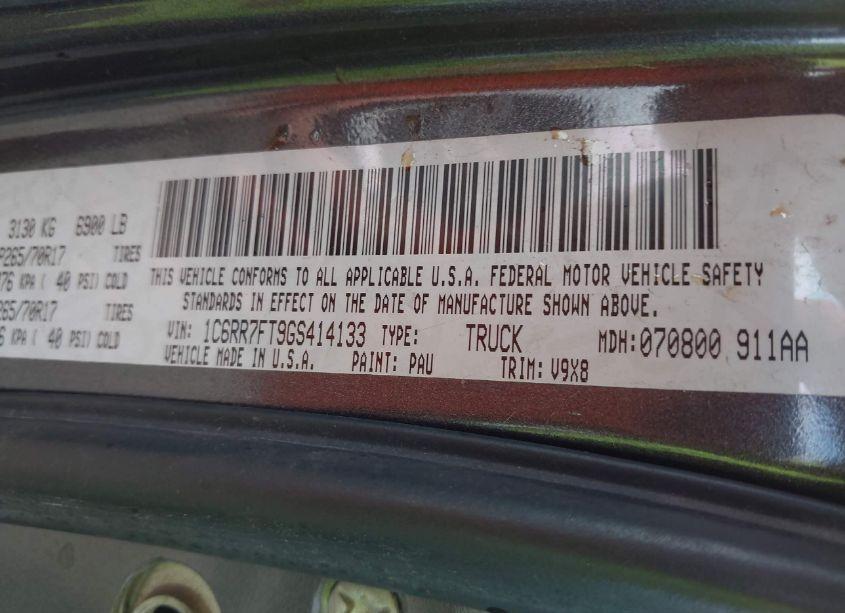 3130 KG 6900 LB
P265/70R17 TIRES
76 KPA ( 40 PSI) COLD
265/70R17 TIRES
6 KPA ( 40 PSI) COLD
THIS VEHICLE CONFORMS TO ALL APPLICABLE U.S.A. FEDERAL MOTOR VEHICLE SAFETY
STANDARDS IN EFFECT ON THE DATE OF MANUFACTURE SHOWN ABOVE.
VIN: 1C6RR7FT9GS414133 TYPE: TRUCK MDH:070800 911AA
VEHICLE MADE IN U.S.A. PAINT: PAU TRIM: V9X8